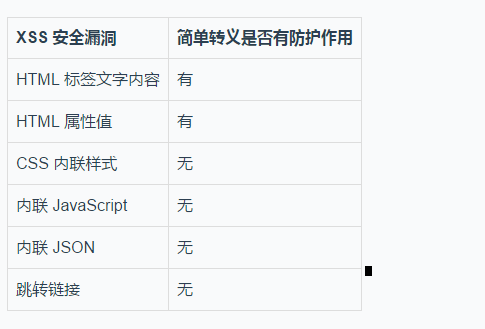 XSS 安全漏洞 简单转义是否有防护作用
HTML 标签文字内容 有
HTML 属性值 有
CSS 内联样式 无
内联 JavaScript 无
内联 JSON 无
跳转链接 无